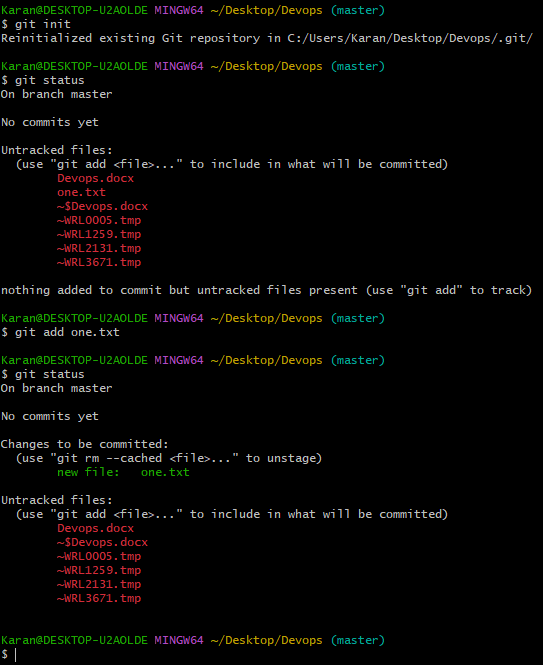 Karan@DESKTOP-U2AOLDE MINGW64 ~/Desktop/Devops (master)
$ git init
Reinitialized existing Git repository in C:/Users/Karan/Desktop/Devops/.git/

Karan@DESKTOP-U2AOLDE MINGW64 ~/Desktop/Devops (master)
$ git status
On branch master

No commits yet

Untracked files:
  (use "git add <file>..." to include in what will be committed)
        Devops.docx
        one.txt
        ~$Devops.docx
        ~WRL0005.tmp
        ~WRL1259.tmp
        ~WRL2131.tmp
        ~WRL3671.tmp

nothing added to commit but untracked files present (use "git add" to track)

Karan@DESKTOP-U2AOLDE MINGW64 ~/Desktop/Devops (master)
$ git add one.txt

Karan@DESKTOP-U2AOLDE MINGW64 ~/Desktop/Devops (master)
$ git status
On branch master

No commits yet

Changes to be committed:
  (use "git rm --cached <file>..." to unstage)
        new file:   one.txt

Untracked files:
  (use "git add <file>..." to include in what will be committed)
        Devops.docx
        ~$Devops.docx
        ~WRL0005.tmp
        ~WRL1259.tmp
        ~WRL2131.tmp
        ~WRL3671.tmp


Karan@DESKTOP-U2AOLDE MINGW64 ~/Desktop/Devops (master)
$